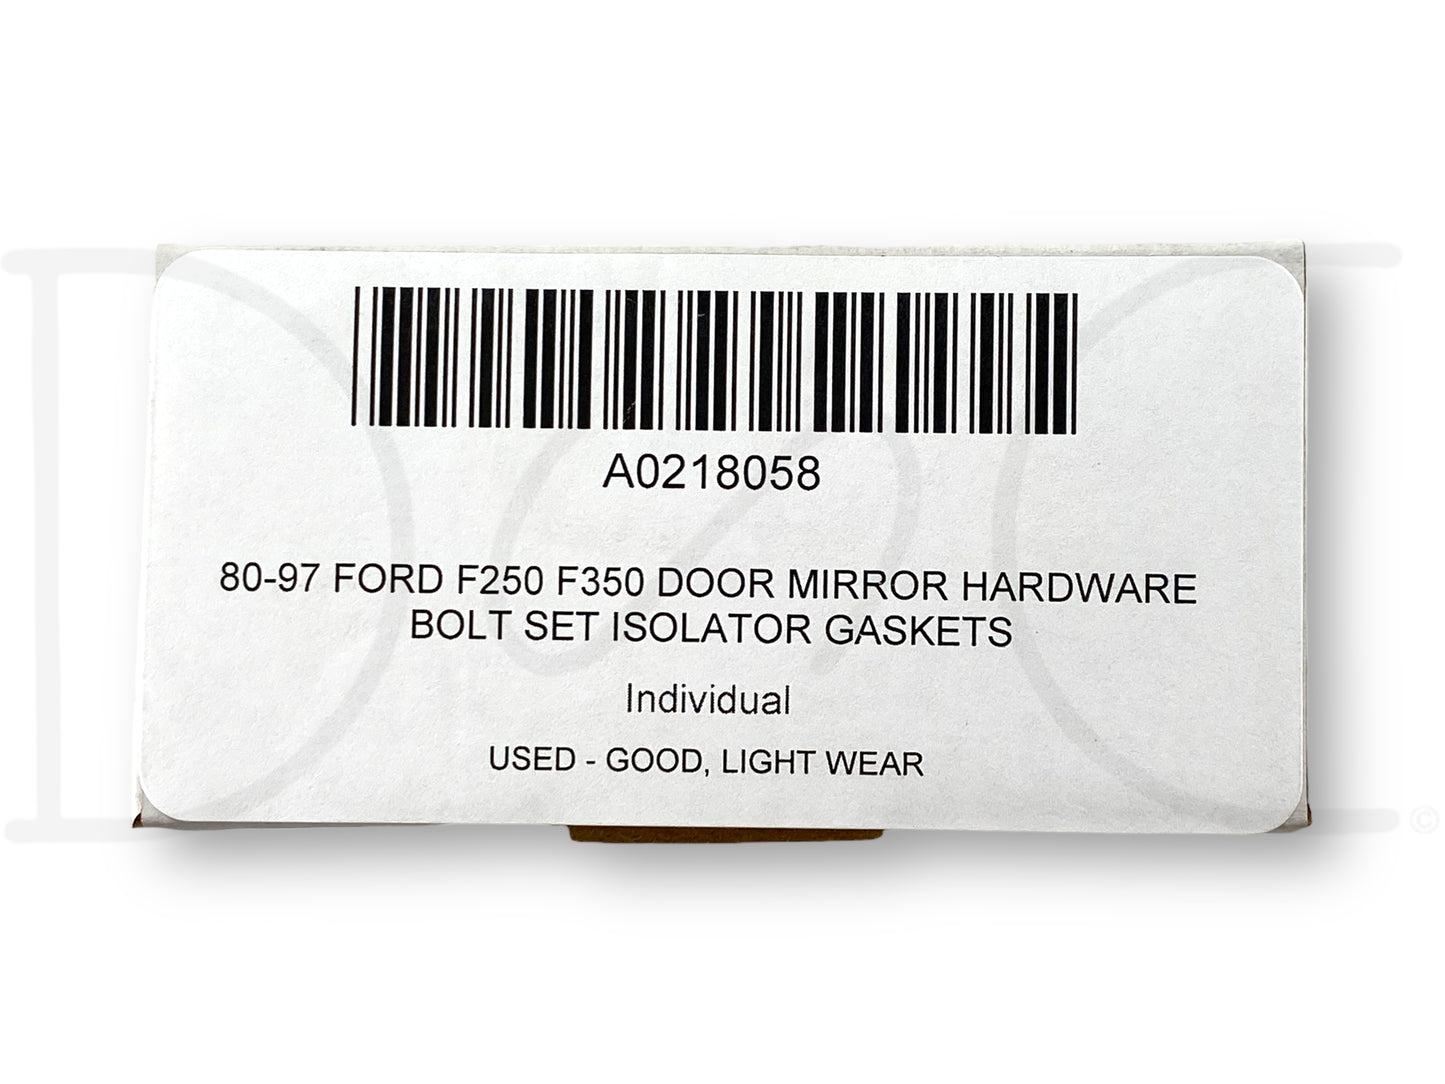 A0218058
80-97 FORD F250 F350 DOOR MIRROR HARDWARE
BOLT SET ISOLATOR GASKETS
Individual
USED - GOOD, LIGHT WEAR